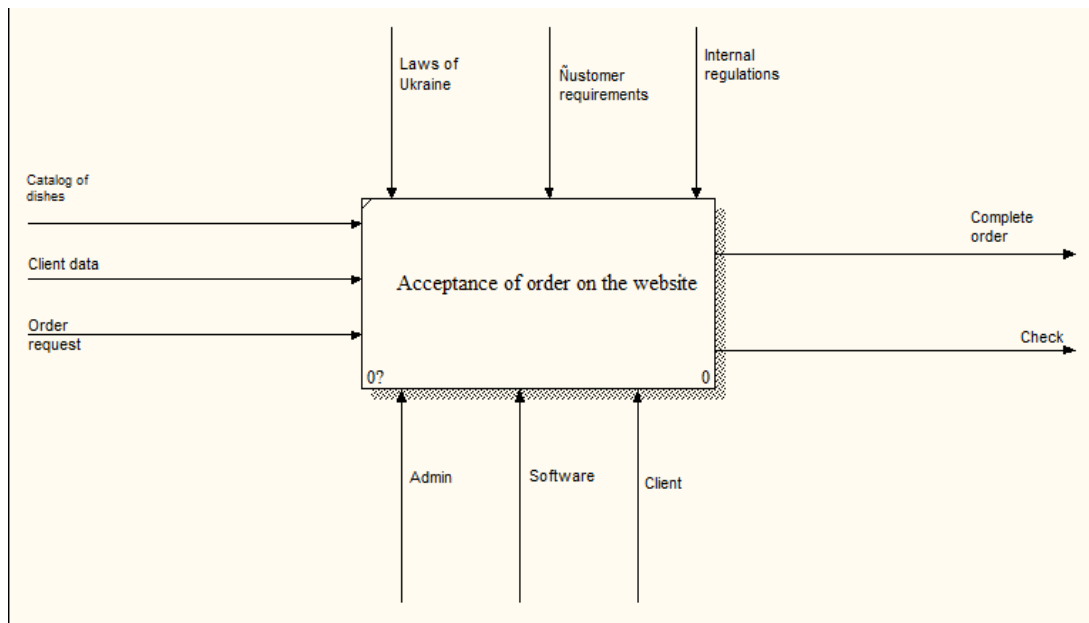 Laws of
Ukraine
Ñustomer
requirements
Internal
regulations
Catalog of
dishes
Client data
Order
request
Acceptance of order on the website
0?
0
Complete
order
Check
Admin
Software
Client